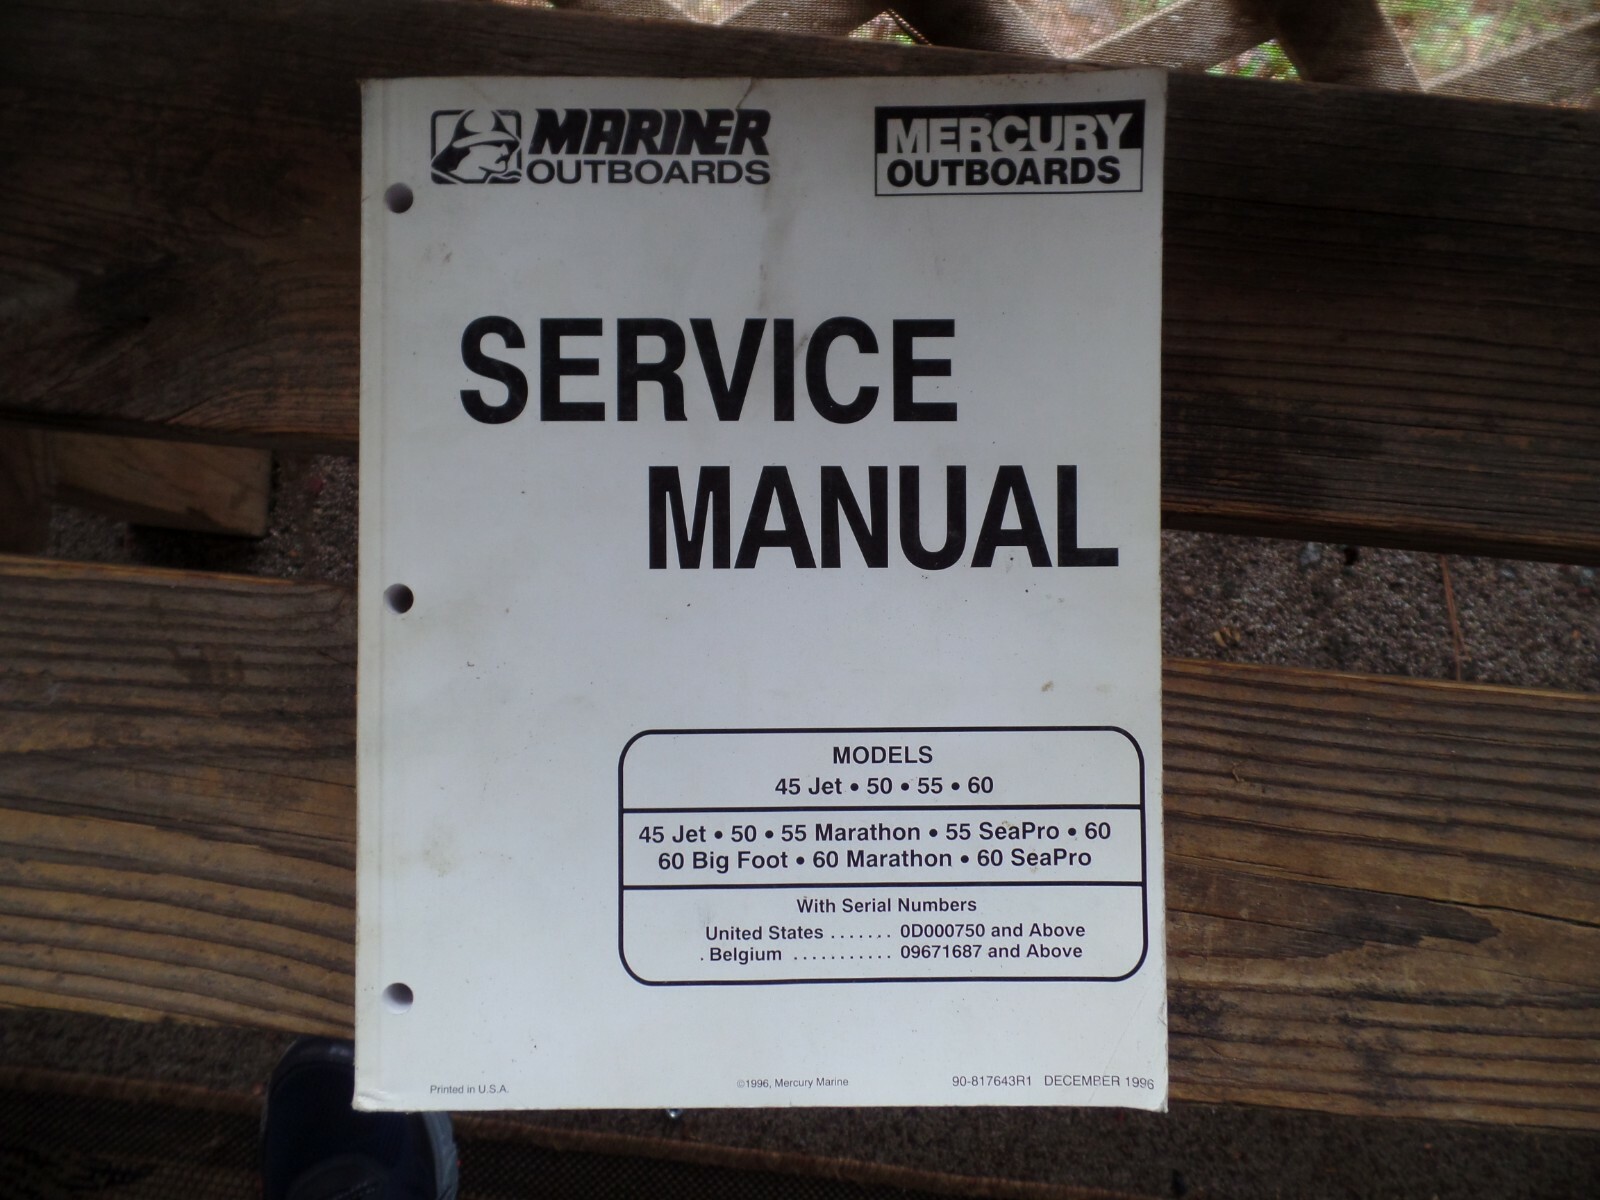 MARINER
OUTBOARDS
MERCURY
OUTBOARDS
SERVICE
MANUAL
MODELS
45 Jet • 50 • 55 • 60
45 Jet • 50 • 55 Marathon • 55 SeaPro • 60
60 Big Foot • 60 Marathon • 60 SeaPro
With Serial Numbers
United States ....... 0D000750 and Above
Belgium ........... 09671687 and Above
Printed in U.S.A.
©1996, Mercury Marine
90-817643R1 DECEMBER 1996